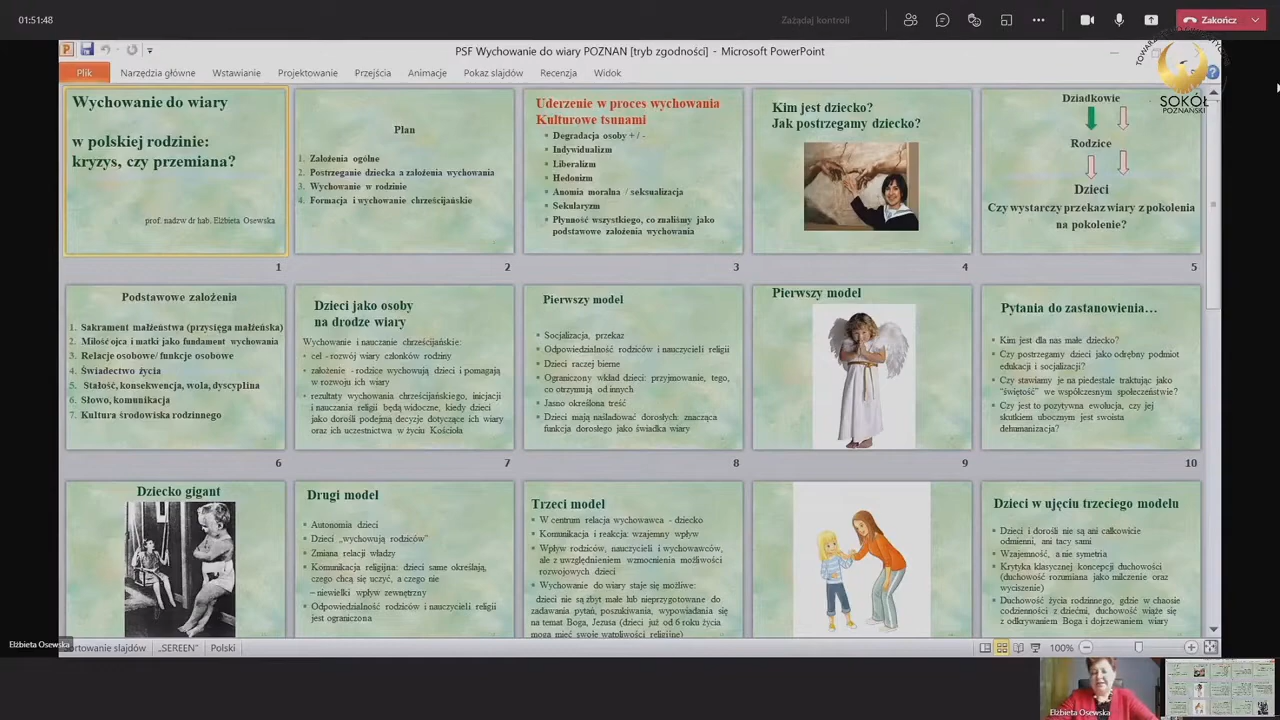 01:51:48
Zażądaj kontroli
Zakończ
PSF Wychowanie do wiary POZNAN [tryb zgodności] - Microsoft PowerPoint
TOWARZYSTWO
SOKÓŁ
POZNAŃSKI
Plik
Narzędzia główne
Wstawianie
Projektowanie
Przejścia
Animacje
Pokaz slajdów
Recenzja
Widok
Wychowanie do wiary
w polskiej rodzinie:
kryzys, czy przemiana?
prof. nadzw dr hab. Elżbieta Osewska
1
Plan
1. Założenia ogólne
2. Postrzeganie dziecka a założenia wychowania
3. Wychowanie w rodzinie
4. Formacja i wychowanie chrześcijańskie
2
Uderzenie w proces wychowania
Kulturowe tsunami
Degradacja osoby + / -
Indywidualizm
Liberalizm
Hedonizm
Anomia moralna / seksualizacja
Sekularyzm
Płynność wszystkiego, co znaliśmy jako
podstawowe założenia wychowania
3
Kim jest dziecko?
Jak postrzegamy dziecko?
4
Dziadkowie
Rodzice
Dzieci
Czy wystarczy przekaz wiary z pokolenia
na pokolenie?
5
Podstawowe założenia
1. Sakrament małżeństwa (przysięga małżeńska)
2. Miłość ojca i matki jako fundament wychowania
3. Relacje osobowe/ funkcje osobowe
4. Świadectwo życia
5. Stałość, konsekwencja, wola, dyscyplina
6. Słowo, komunikacja
7. Kultura środowiska rodzinnego
6
Dzieci jako osoby
na drodze wiary
Wychowanie i nauczanie chrześcijańskie:
cel - rozwój wiary członków rodziny
założenie - rodzice wychowują dzieci i pomagają
w rozwoju ich wiary
rezultaty wychowania chrześcijańskiego, inicjacji
i nauczania religii będą widoczne, kiedy dzieci
jako dorośli podejmą decyzje dotyczące ich wiary
oraz ich uczestnictwa w życiu Kościoła
7
Pierwszy model
Socjalizacja, przekaz
Odpowiedzialność rodziców i nauczycieli religii
Dzieci raczej bierne
Ograniczony wkład dzieci: przyjmowanie, tego,
co otrzymują od innych
Jasno określona treść
Dzieci mają naśladować dorosłych: znacząca
funkcja dorosłego jako świadka wiary
8
Pierwszy model
9
Pytania do zastanowienia…
Kim jest dla nas małe dziecko?
Czy postrzegamy dzieci jako odrębny podmiot
edukacji i socjalizacji?
Czy stawiamy je na piedestale traktując jako
“świętość” we współczesnym społeczeństwie?
Czy jest to pozytywna ewolucja, czy jej
skutkiem ubocznym jest swoista
dehumanizacja?
10
Dziecko gigant
Drugi model
Autonomia dzieci
Dzieci „wychowują rodziców”
Zmiana relacji władzy
Komunikacja religijna: dzieci same określają,
czego chcą się uczyć, a czego nie
– niewielki wpływ zewnętrzny
Odpowiedzialność rodziców i nauczycieli religii
jest ograniczona
Trzeci model
W centrum relacja wychowawca - dziecko
Komunikacja i reakcja: wzajemny wpływ
Wpływ rodziców, nauczycieli i wychowawców,
ale z uwzględnieniem wzmocnienia możliwości
rozwojowych dzieci
Wychowanie do wiary staje się możliwe:
dzieci nie są zbyt małe lub nieprzygotowane do
zadawania pytań, poszukiwania, wypowiadania się
na temat Boga, Jezusa (dzieci już od 6 roku życia
mogą mieć swoje wątpliwości religijne)
Dzieci w ujęciu trzeciego modelu
Dzieci i dorośli nie są ani całkowicie
odmienni, ani tacy sami
Wzajemność, a nie symetria
Krytyka klasycznej koncepcji duchowości
(duchowość rozumiana jako milczenie oraz
wyciszenie)
Duchowość życia rodzinnego, gdzie w chaosie
codzienności z dziećmi, duchowość wiąże się
z odkrywaniem Boga i dojrzewaniem wiary
Elżbieta Osewska
ortowanie slajdów
„SEREEN”
Polski
100%
Elżbieta Osewska